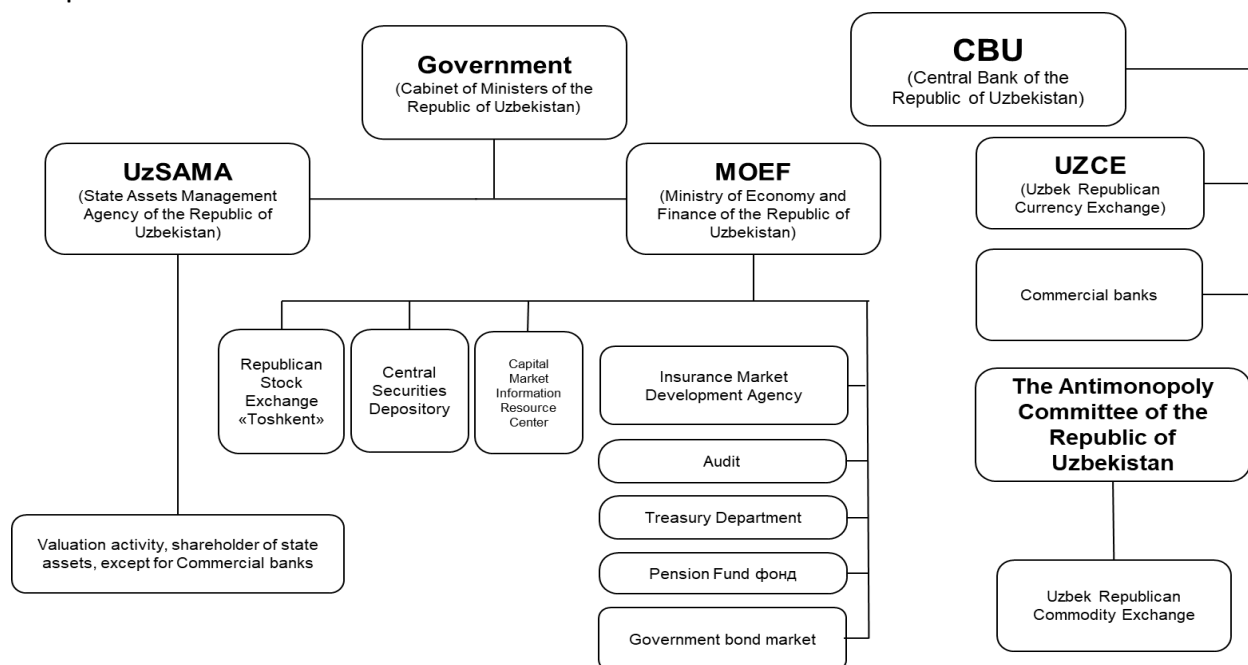 Government
(Cabinet of Ministers of the
Republic of Uzbekistan)
CBU
(Central Bank of the
Republic of Uzbekistan)
UzSAMA
(State Assets Management
Agency of the Republic of
Uzbekistan)
MOEF
(Ministry of Economy and
Finance of the Republic of
Uzbekistan)
UZCE
(Uzbek Republican
Currency Exchange)
Commercial banks
Republican
Stock
Exchange
«Toshkent»
Central
Securities
Depository
Capital
Market
Information
Resource
Center
Insurance Market
Development Agency
Audit
Treasury Department
Pension Fund фонд
Government bond market
The Antimonopoly
Committee of the
Republic of
Uzbekistan
Valuation activity, shareholder of state
assets, except for Commercial banks
Uzbek Republican
Commodity Exchange